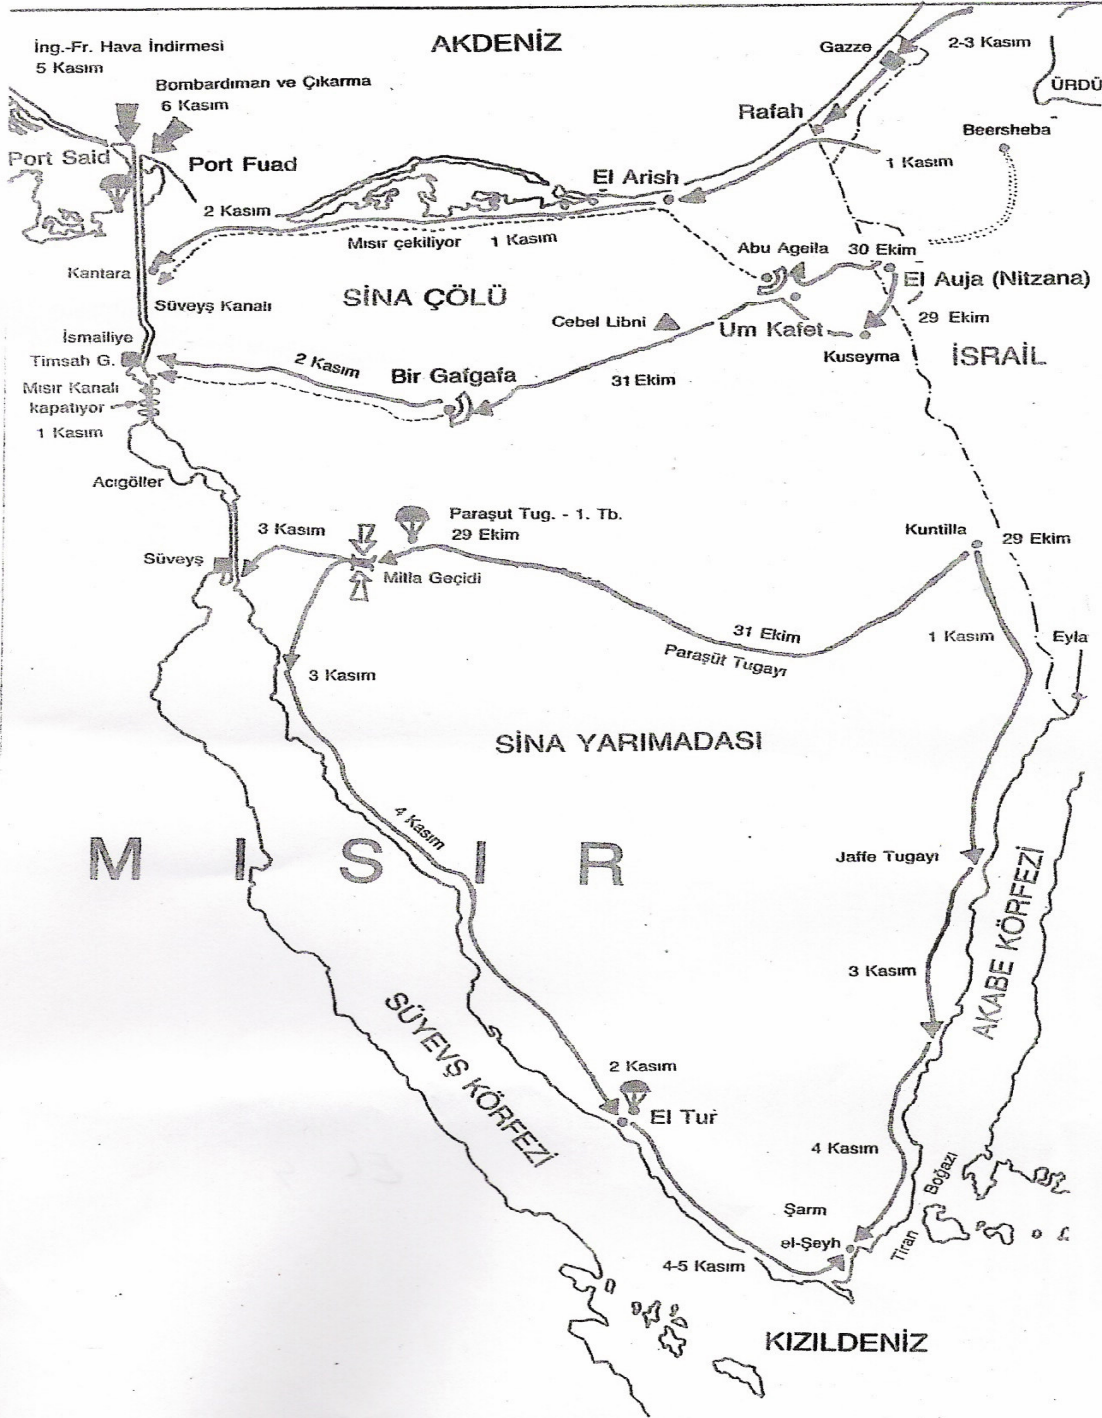 AKDENİZ
İng.-Fr. Hava İndirmesi
5 Kasım
Bombardıman ve Çıkarma
6 Kasım
Gazze
2-3 Kasım
ÜRDÜ
Rafah
Beersheba
Port Said
Port Fuad
1 Kasım
El Arish
2 Kasım
Mısır çekiliyor
1 Kasım
Abu Ageila
30 Ekim
Kantara
El Auja (Nitzana)
Süveyş Kanalı
SİNA ÇÖLÜ
29 Ekim
Cebel Libni
Um Kafet
İsmailiye
Kuseyma
İSRAİL
Timsah G.
2 Kasım
Bir Gafgafa
31 Ekim
Mısır Kanalı
kapatıyor
1 Kasım
Acıgöller
Paraşut Tug. - 1. Tb.
29 Ekim
3 Kasım
Kuntilla
29 Ekim
Süveyş
Mitla Geçidi
31 Ekim
Paraşüt Tugayı
1 Kasım
Eyla
3 Kasım
SİNA YARIMADASI
4 Kasım
MISIR
Jaffe Tugayı
AKABE KÖRFEZİ
3 Kasım
SÜYEVŞ KÖRFEZİ
2 Kasım
El Tur
4 Kasım
Tiran Boğazı
Şarm
el-Şeyh
4-5 Kasım
KIZILDENİZ